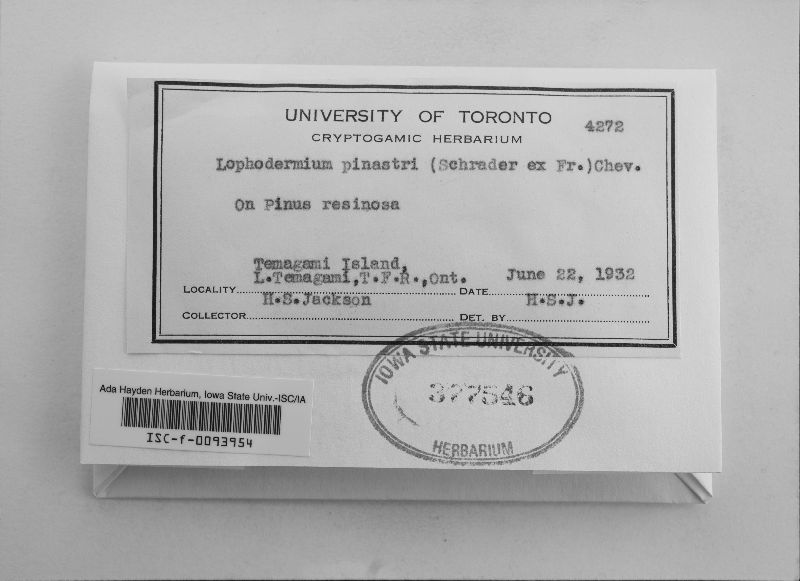 UNIVERSITY OF TORONTO
4272
CRYPTOGAMIC HERBARIUM
Lophodermium pinastri (Schrader ex Fr.)Chev.
On Pinus resinosa
Temagami Island,
L.Temagami,T.F.R.,Ont.
June 22, 1932
LOCALITY
DATE
H.S.Jackson
H.S.J.
COLLECTOR
DET. BY
IOWA STATE UNIVERSITY
377546
HERBARIUM
Ada Hayden Herbarium, Iowa State Univ.-ISC/IA
ISC-f-0093954